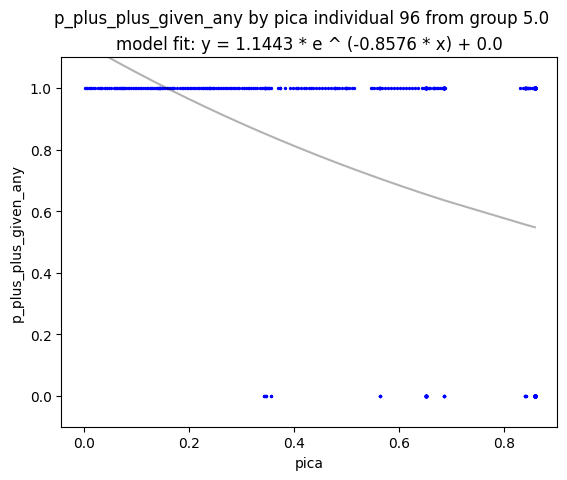 p_plus_plus_given_any by pica individual 96 from group 5.0
model fit: y = 1.1443 * e ^ (-0.8576 * x) + 0.0
1.0
0.8
0.6
0.4
0.2
0.0
p_plus_plus_given_any
0.0 0.2 0.4 0.6 0.8
pica